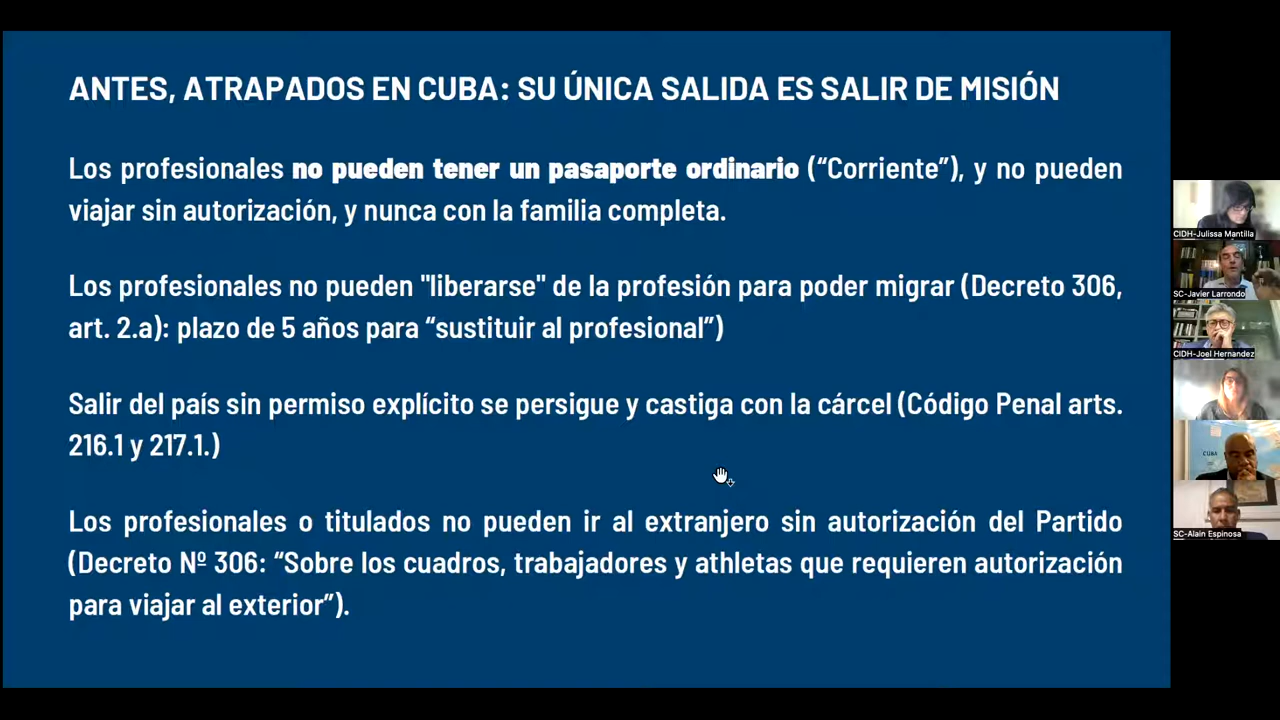 ANTES, ATRAPADOS EN CUBA: SU ÚNICA SALIDA ES SALIR DE MISIÓN
Los profesionales no pueden tener un pasaporte ordinario (“Corriente”), y no pueden
viajar sin autorización, y nunca con la familia completa.
Los profesionales no pueden "liberarse" de la profesión para poder migrar (Decreto 306,
art. 2.a): plazo de 5 años para “sustituir al profesional”)
Salir del país sin permiso explícito se persigue y castiga con la cárcel (Código Penal arts.
216.1 y 217.1.)
Los profesionales o titulados no pueden ir al extranjero sin autorización del Partido
(Decreto Nº 306: “Sobre los cuadros, trabajadores y athletas que requieren autorización
para viajar al exterior”).
CIDH-Julissa Mantilla
SC-Javier Larrondo
CIDH-Joel Hernandez
CUBA
SC-Alain Espinosa